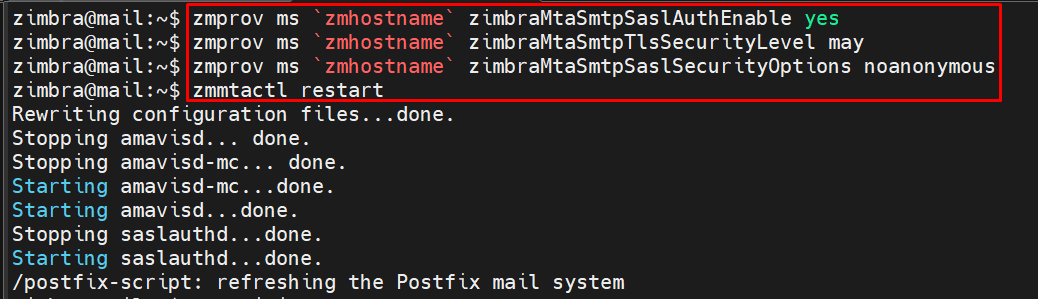 zimbra@mail:~$ zmprov ms `zmhostname` zimbraMtaSmtpSaslAuthEnable yes
zimbra@mail:~$ zmprov ms `zmhostname` zimbraMtaSmtpTlsSecurityLevel may
zimbra@mail:~$ zmprov ms `zmhostname` zimbraMtaSmtpSaslSecurityOptions noanonymous
zimbra@mail:~$ zmmtactl restart
Rewriting configuration files...done.
Stopping amavisd... done.
Stopping amavisd-mc... done.
Starting amavisd-mc...done.
Starting amavisd...done.
Stopping saslauthd...done.
Starting saslauthd...done.
/postfix-script: refreshing the Postfix mail system